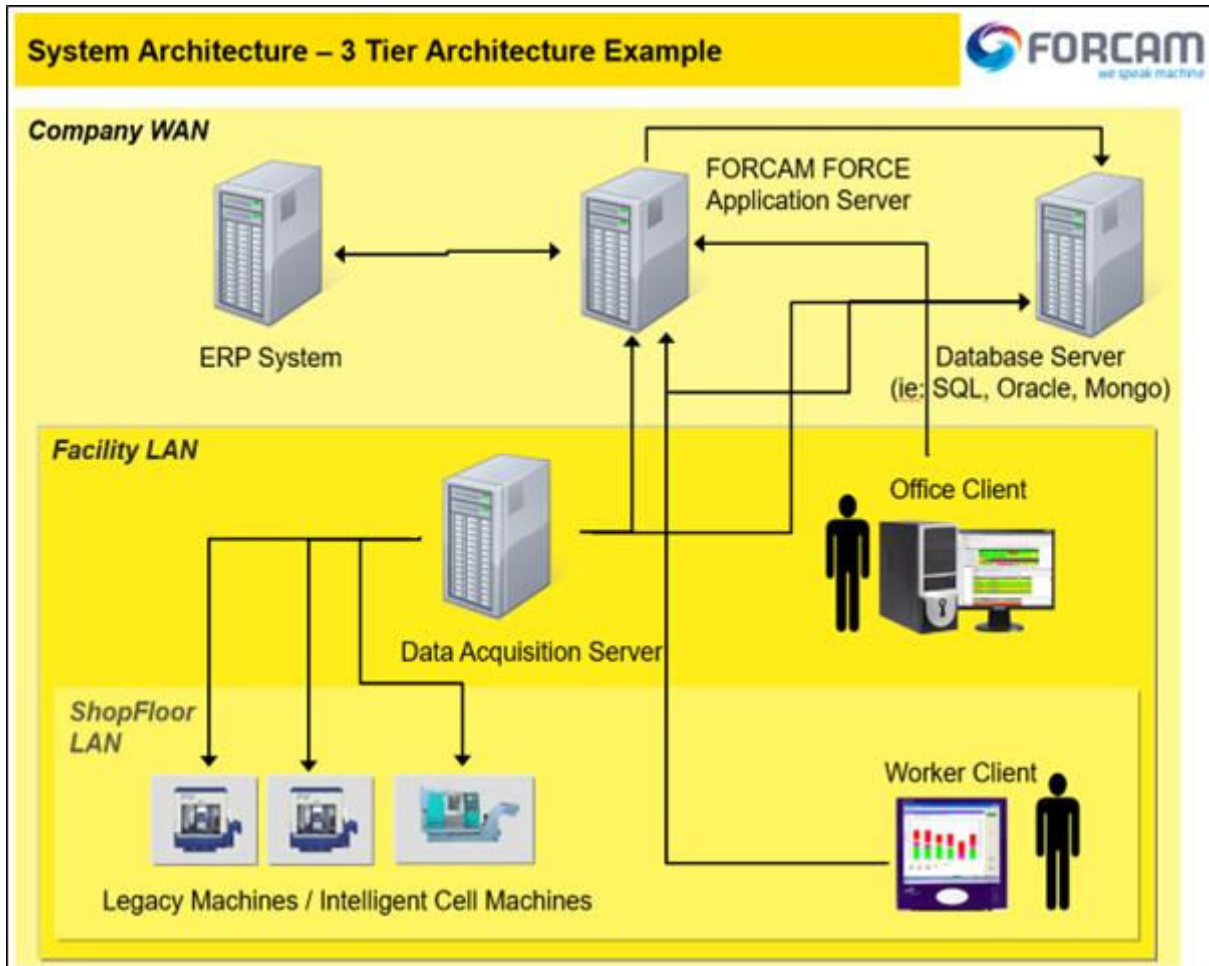 System Architecture – 3 Tier Architecture Example
FORCAM
we speak machine
Company WAN
FORCAM FORCE
Application Server
ERP System
Database Server
(ie: SQL, Oracle, Mongo)
Facility LAN
Office Client
Data Acquisition Server
ShopFloor
LAN
Worker Client
Legacy Machines / Intelligent Cell Machines